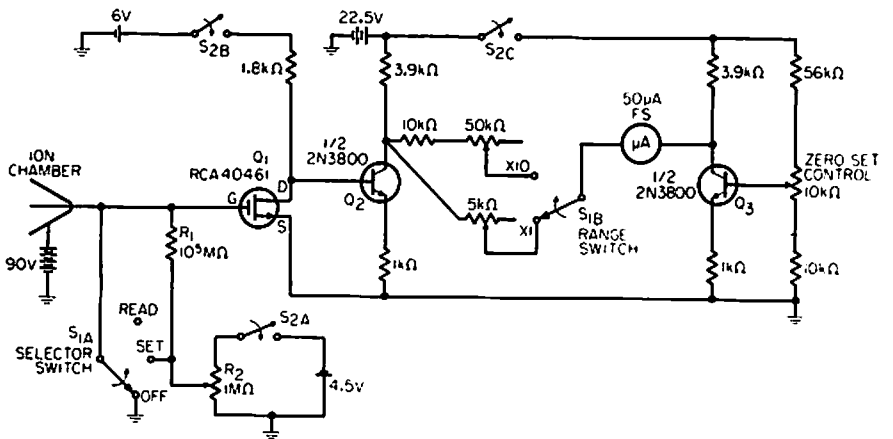 6V
S2B
1.8kΩ
22.5V
S2C
3.9kΩ
3.9kΩ
56kΩ
50µA
FS
µA
10kΩ
50kΩ
X10
1/2
2N3800
Q2
ION
CHAMBER
Q1
RCA 40461
G
D
S
R1
10⁵MΩ
90V
5kΩ
X1
S1B
RANGE
SWITCH
1/2
2N3800
Q3
ZERO SET
CONTROL
10kΩ
1kΩ
1kΩ
10kΩ
READ
S1A
SELECTOR
SWITCH
SET
OFF
S2A
R2
1MΩ
4.5V